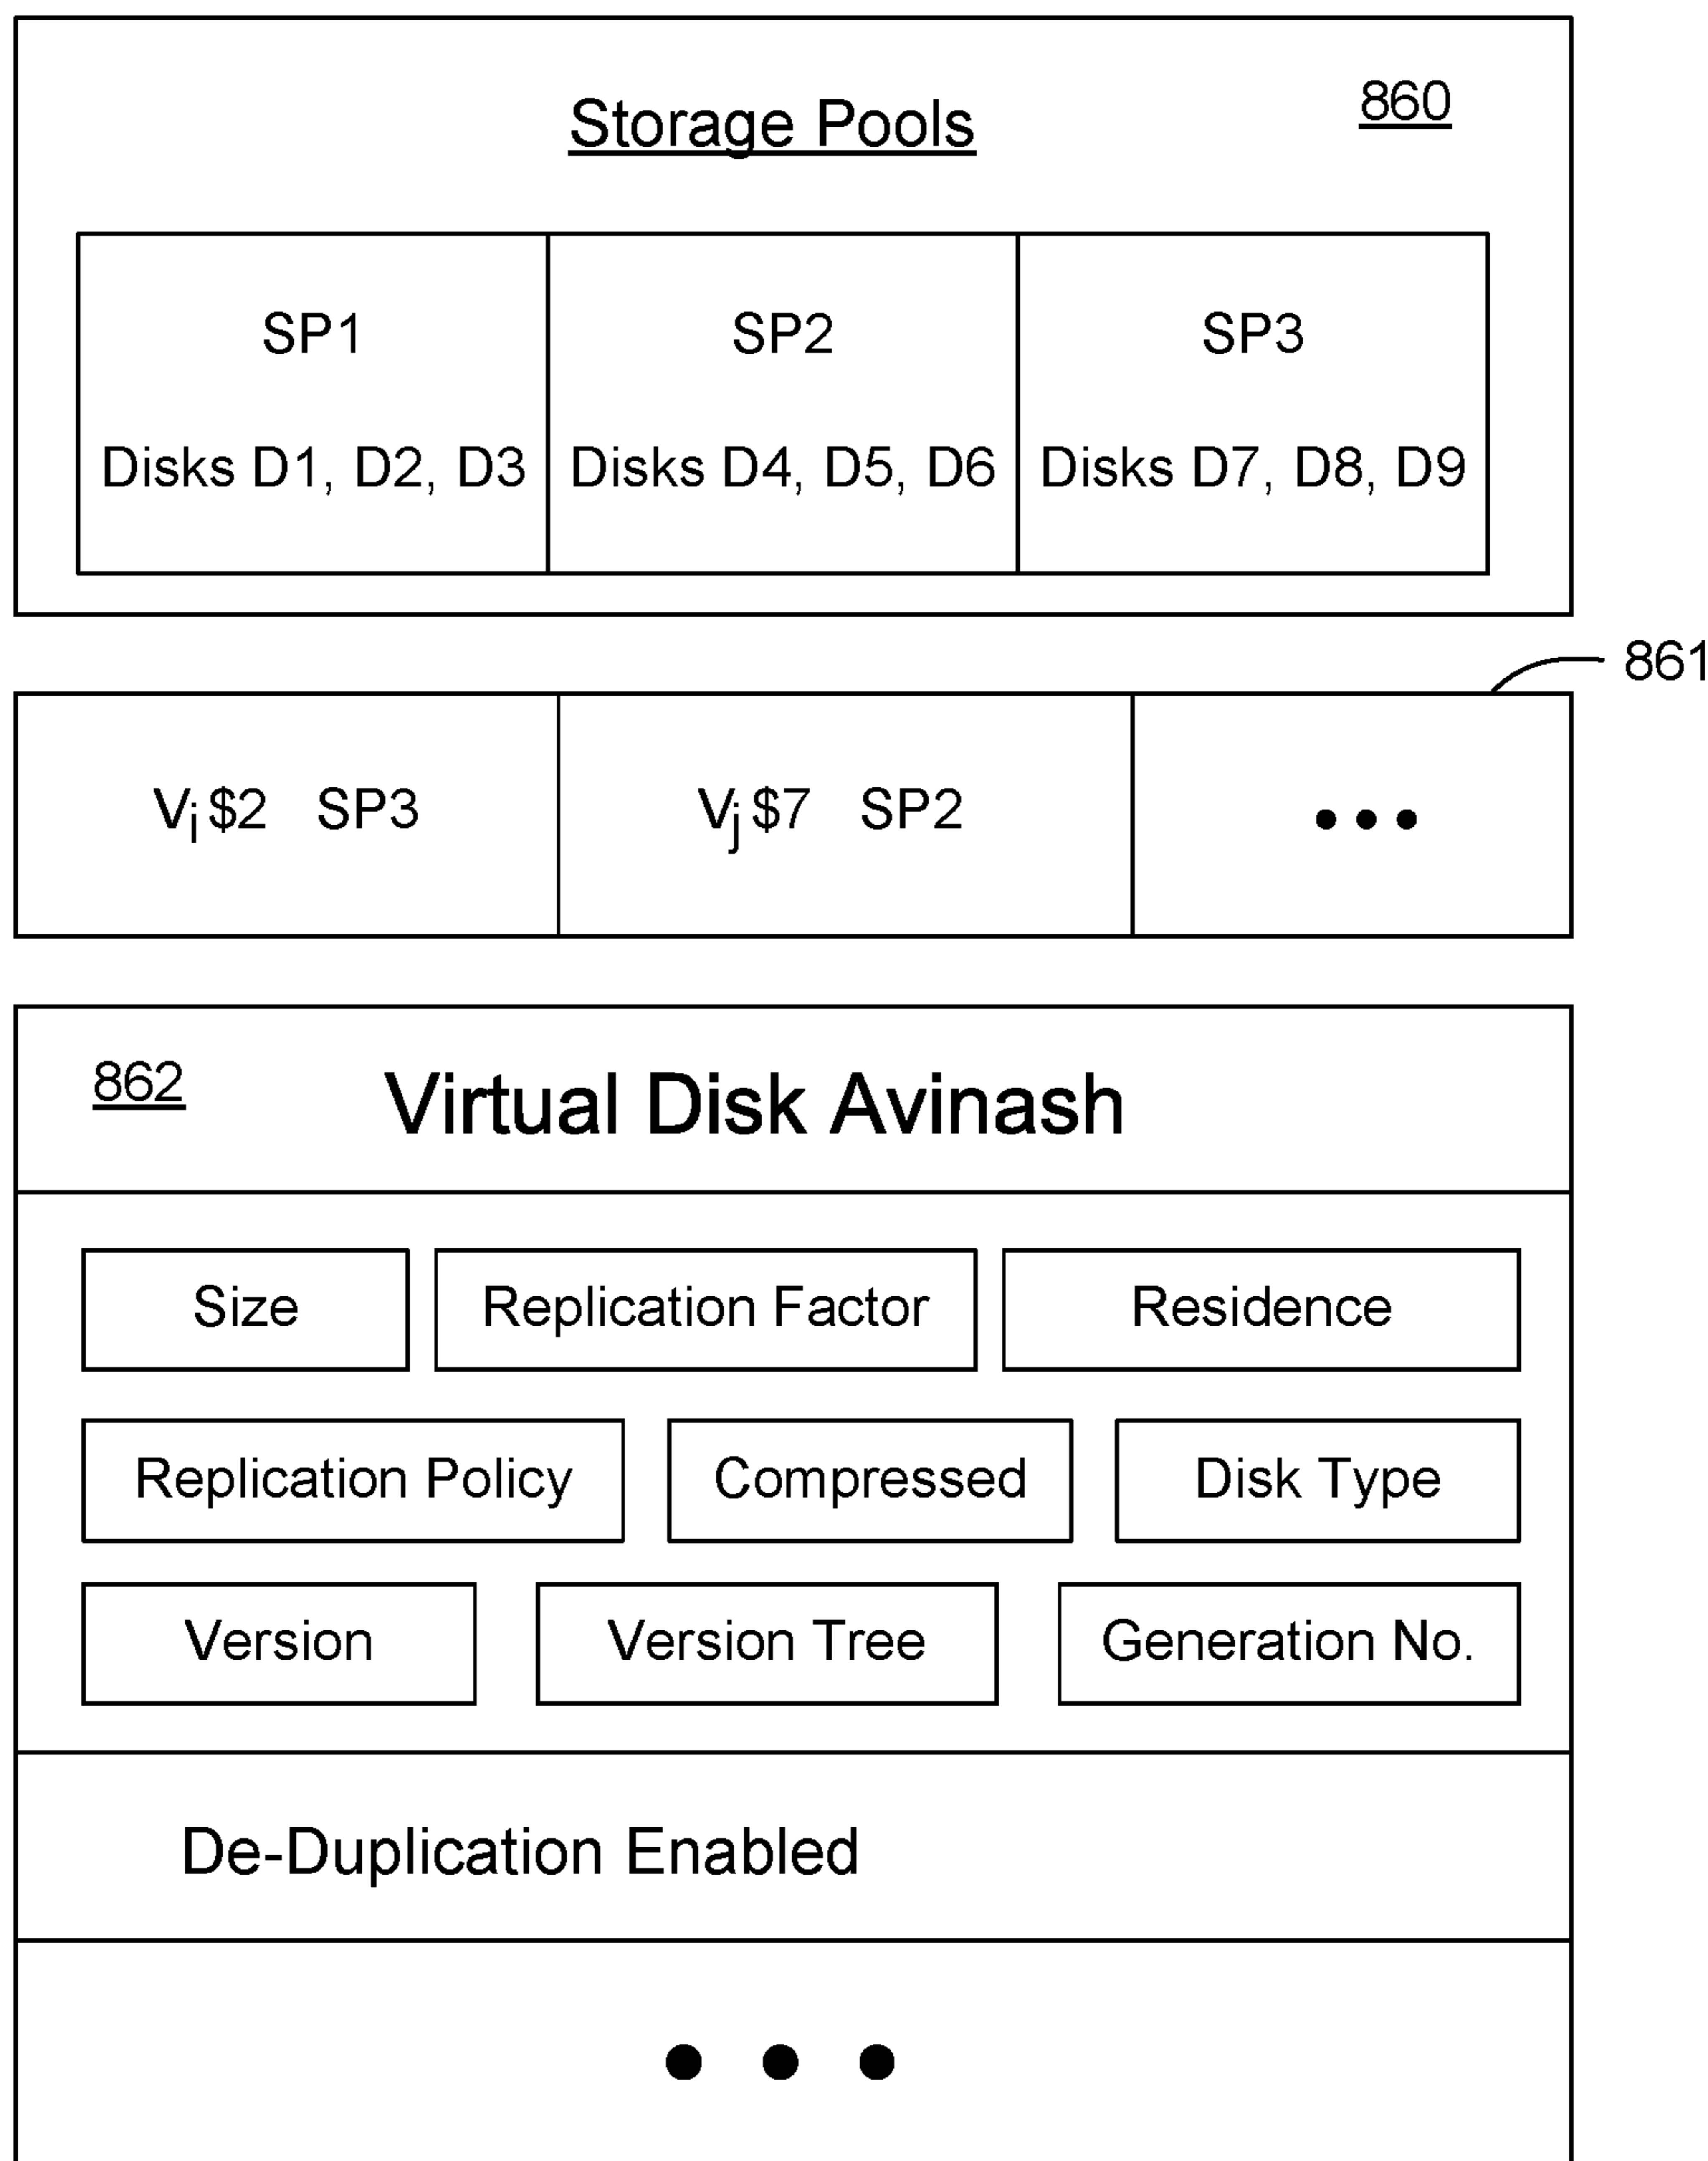 Storage Pools
860
SP1
Disks D1, D2, D3
SP2
Disks D4, D5, D6
SP3
Disks D7, D8, D9
861
Vi$2 SP3
Vj$7 SP2
•••
862
Virtual Disk Avinash
Size
Replication Factor
Residence
Replication Policy
Compressed
Disk Type
Version
Version Tree
Generation No.
De-Duplication Enabled
• • •